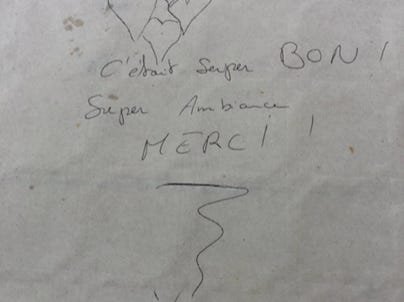 C'était Super BON !
Super Ambiance
MERCI !